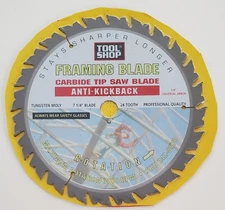 STAYS SHARPER LONGER
TOOL
SHOP
FRAMING BLADE
CARBIDE TIP SAW BLADE
ANTI-KICKBACK
TUNGSTEN MOLY 7 1/4" BLADE 24 TOOTH PROFESSIONAL QUALITY
ALWAYS WEAR SAFETY GLASSES
ROTATION